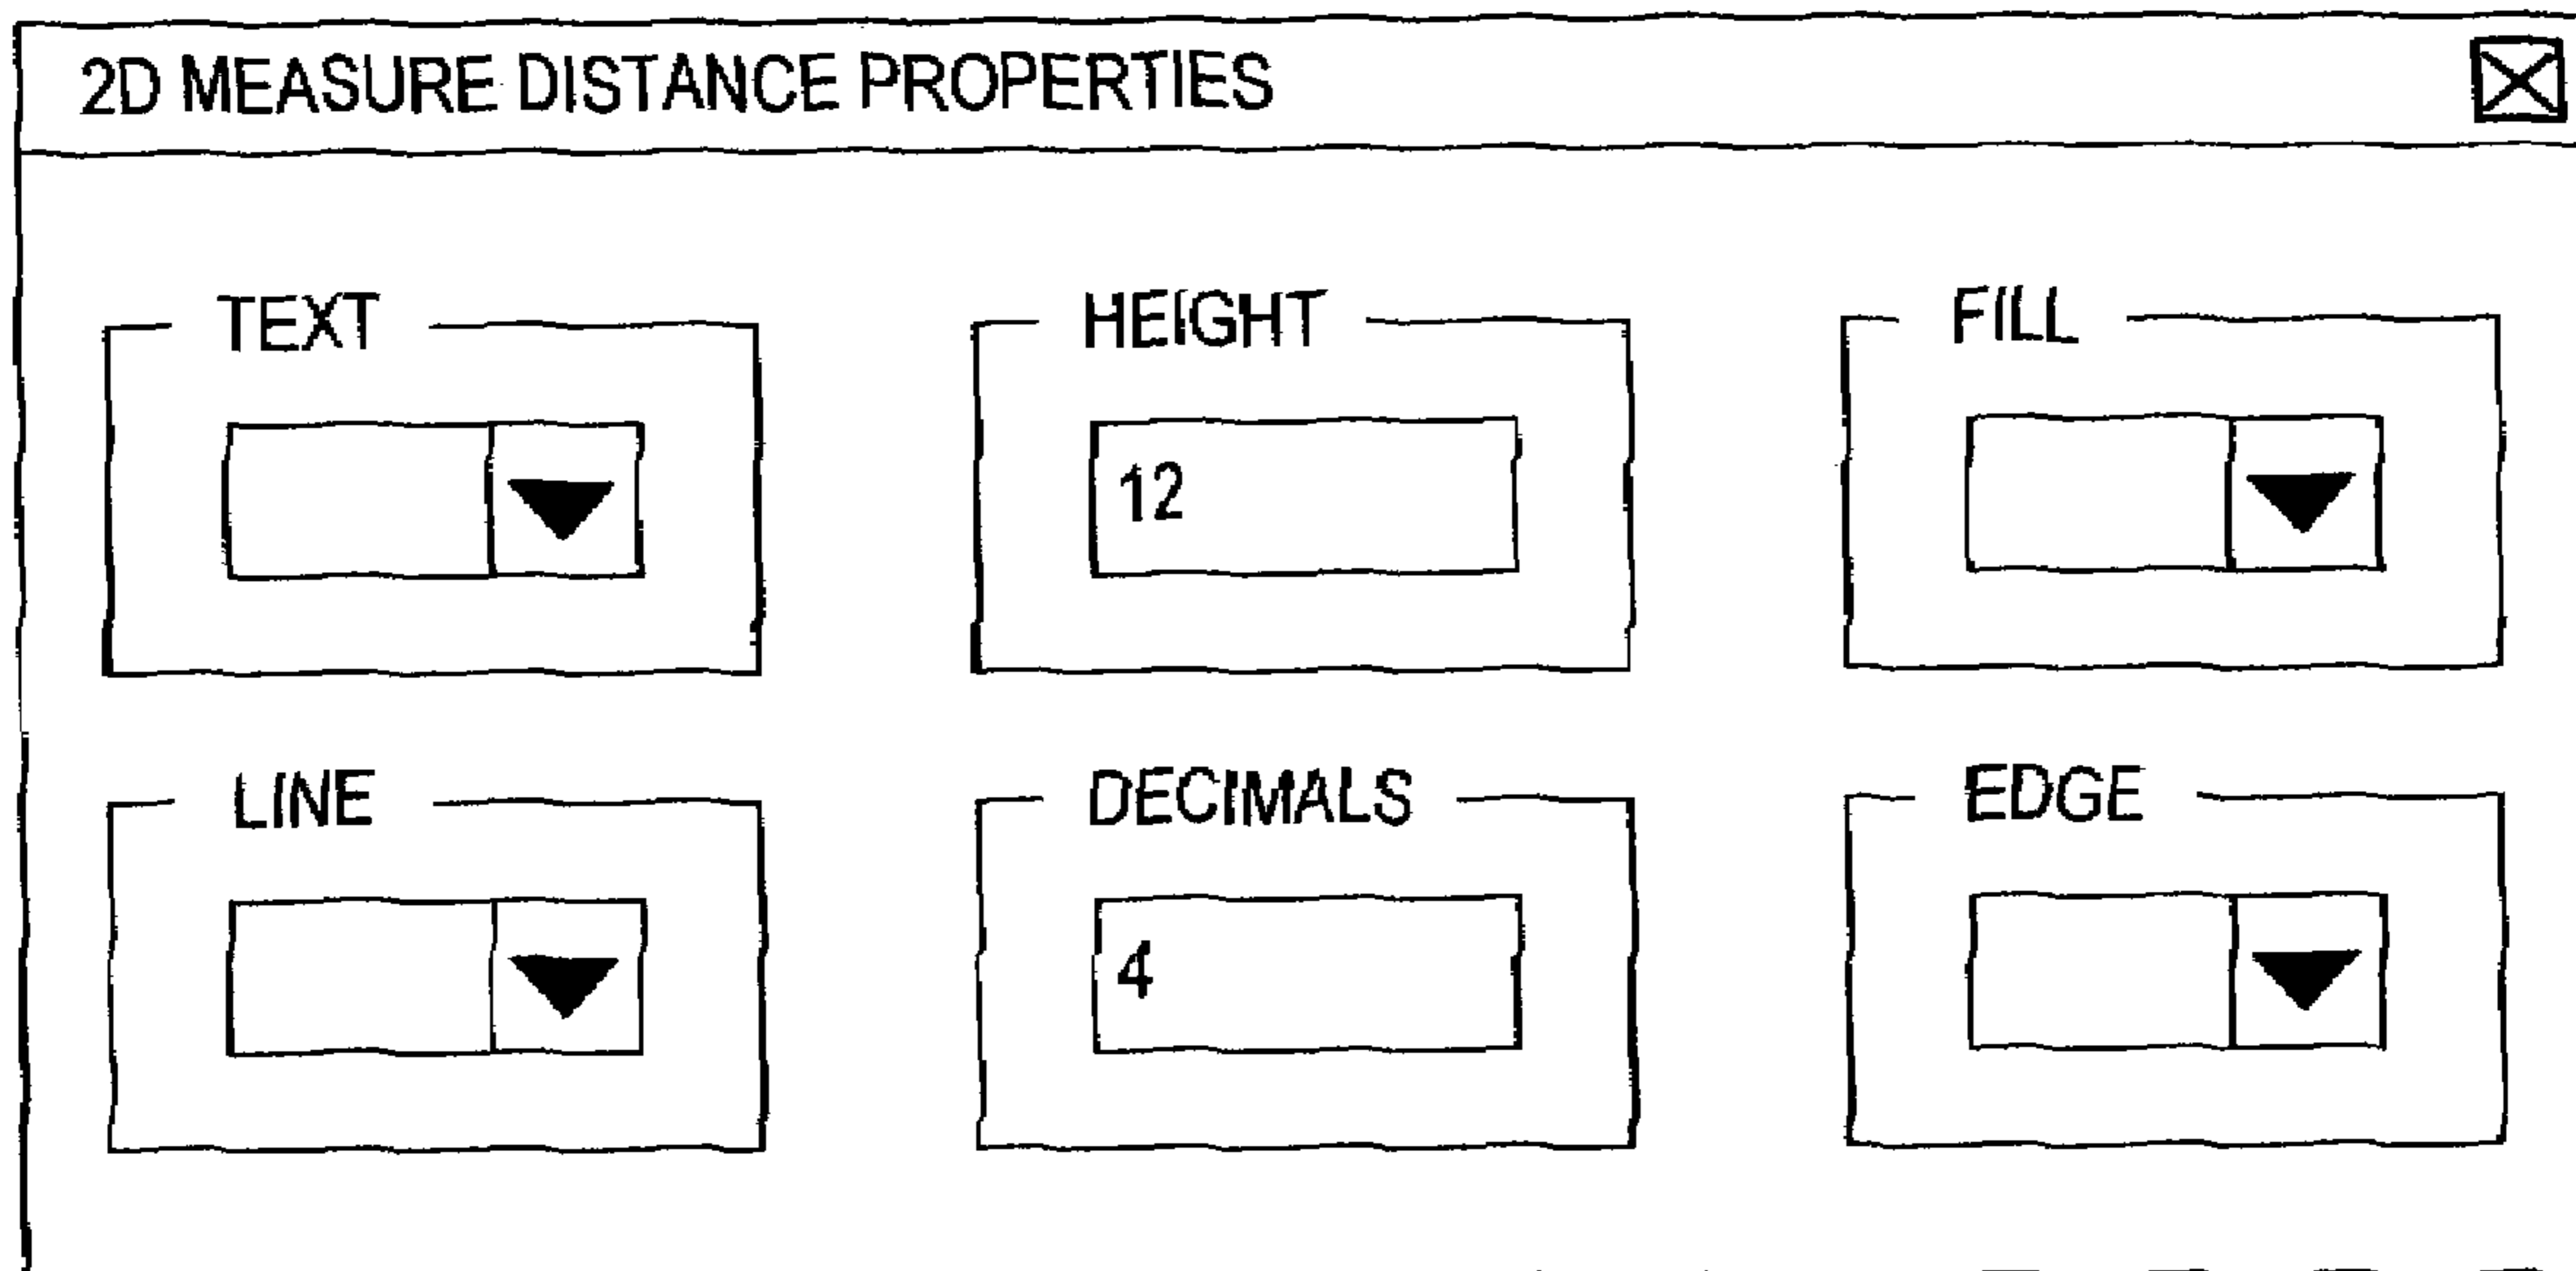 2D MEASURE DISTANCE PROPERTIES
TEXT HEIGHT FILL
12
LINE DECIMALS EDGE
4